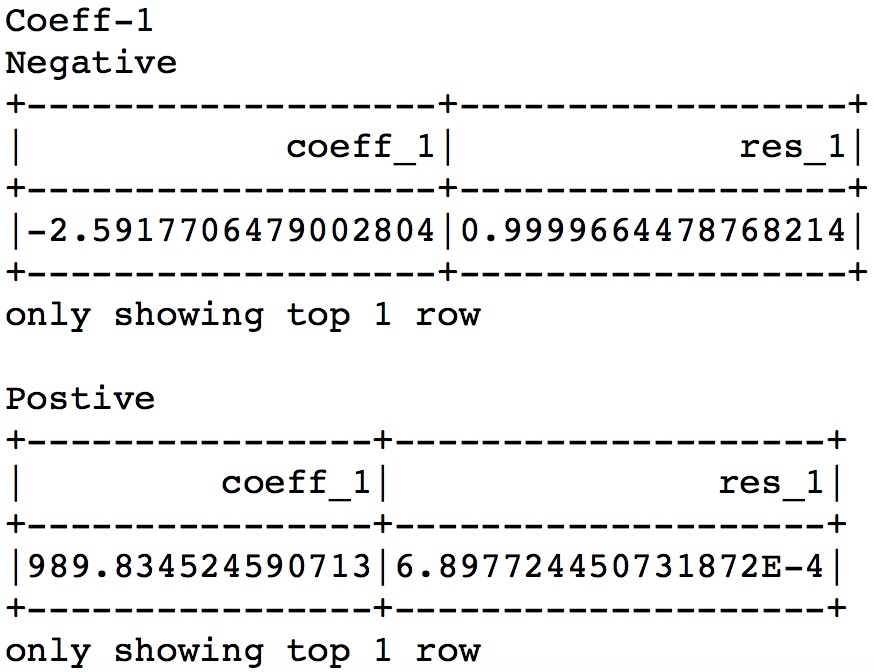 Coeff-1
Negative
+-------------------+------------------+
|            coeff_1|             res_1|
+-------------------+------------------+
|-2.5917706479002804|0.9999664478768214|
+-------------------+------------------+
only showing top 1 row

Postive
+----------------+--------------------+
|         coeff_1|               res_1|
+----------------+--------------------+
|989.834524590713|6.897724450731872E-4|
+----------------+--------------------+
only showing top 1 row